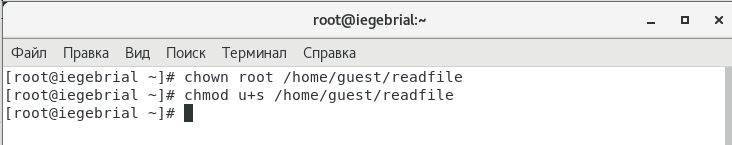 root@iegebrial:~
Файл Правка Вид Поиск Терминал Справка
[root@iegebrial ~]# chown root /home/guest/readfile
[root@iegebrial ~]# chmod u+s /home/guest/readfile
[root@iegebrial ~]#